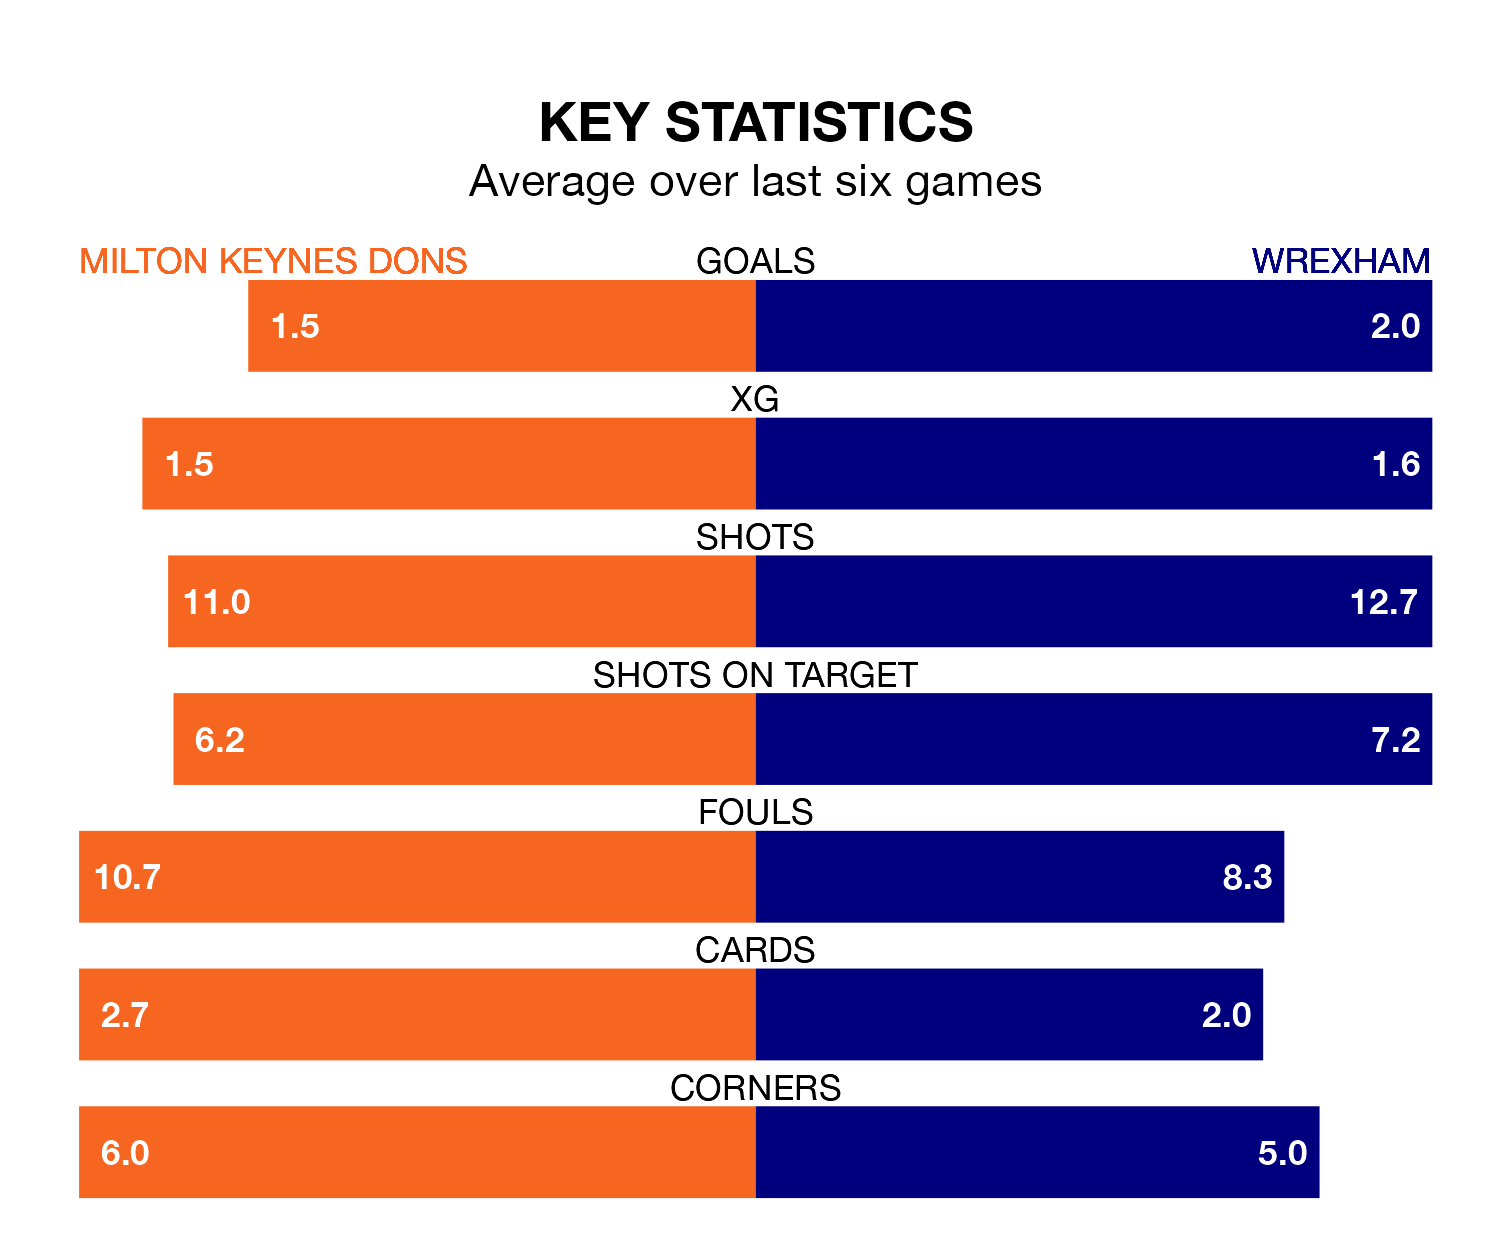 KEY STATISTICS
Average over last six games
MILTON KEYNES DONS GOALS WREXHAM
1.5 2.0
XG
1.5 1.6
SHOTS
11.0 12.7
SHOTS ON TARGET
6.2 7.2
FOULS
10.7 8.3
CARDS
2.7 2.0
CORNERS
6.0 5.0